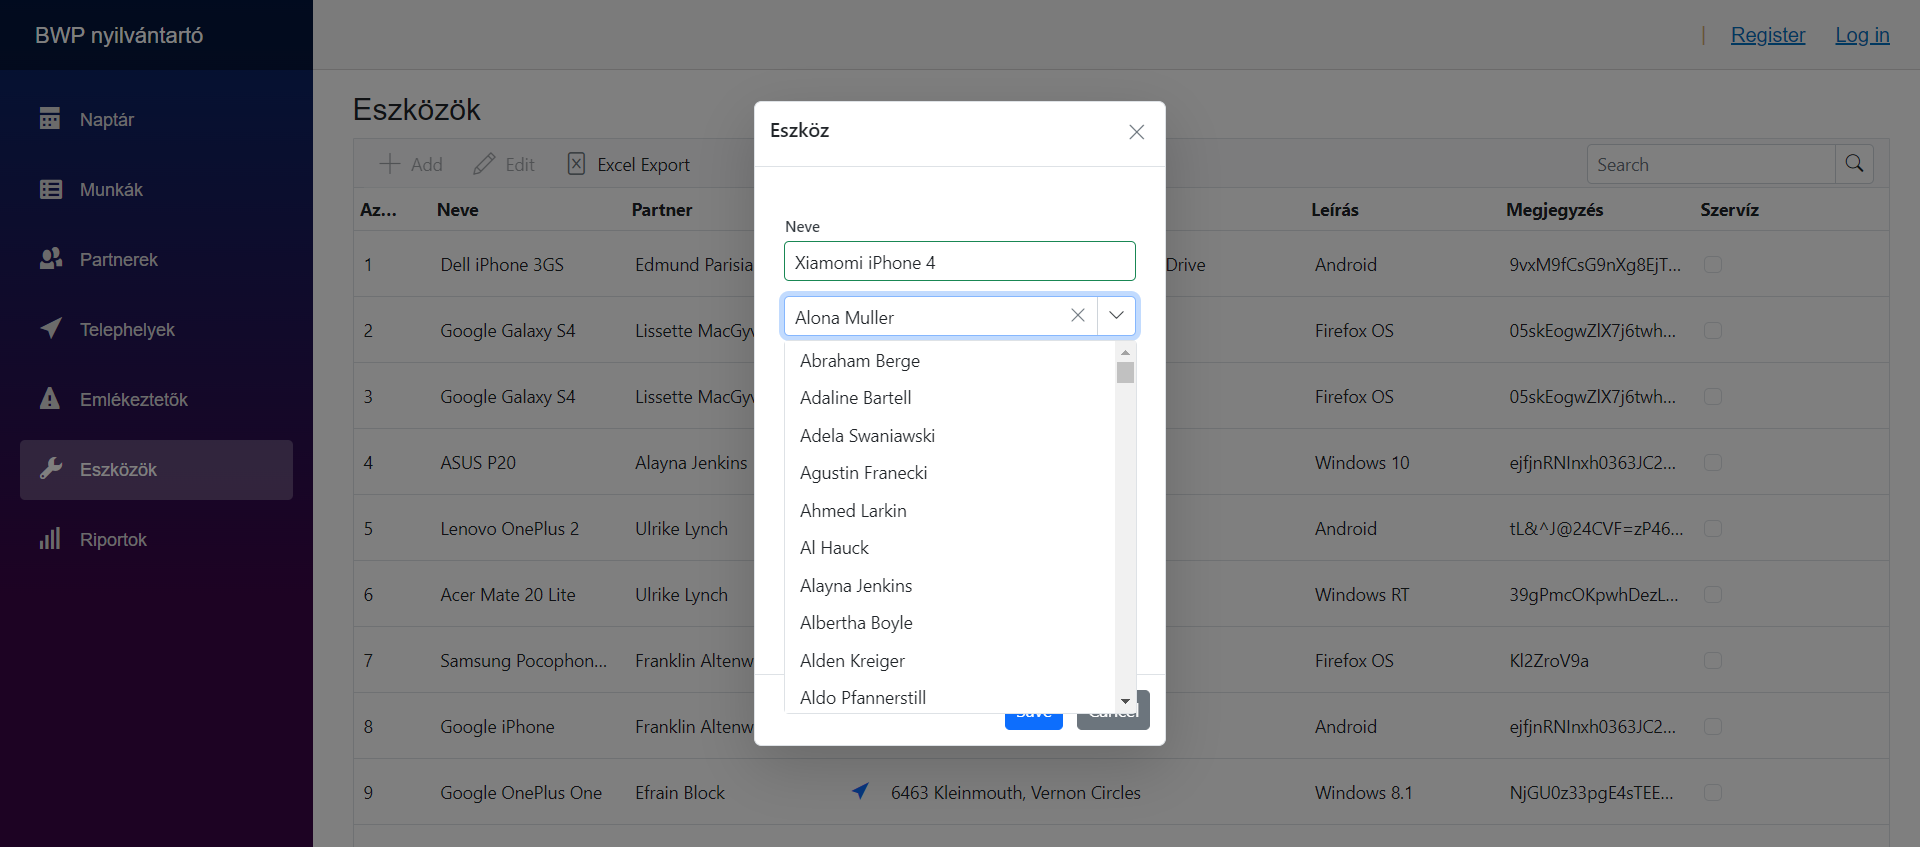 BWP nyilvántartó
| Register Log in
Naptár
Munkák
Partnerek
Telephelyek
Emlékeztetők
Eszközök
Riportok
Eszközök
Add Edit Excel Export Search
Az... Neve Partner Leírás Megjegyzés Szervíz
1 Dell iPhone 3GS Edmund Parisia Drive Android 9vxM9fCsG9nXg8EjT...
2 Google Galaxy S4 Lissette MacGyv Firefox OS 05skEogwZlX7j6twh...
3 Google Galaxy S4 Lissette MacGyv Firefox OS 05skEogwZlX7j6twh...
4 ASUS P20 Alayna Jenkins Windows 10 ejfjnRNInxh0363JC2...
5 Lenovo OnePlus 2 Ulrike Lynch Android tL&^J@24CVF=zP46...
6 Acer Mate 20 Lite Ulrike Lynch Windows RT 39gPmcOKpwhDezL...
7 Samsung Pocophon... Franklin Altenw Firefox OS Kl2ZroV9a
8 Google iPhone Franklin Altenw Android ejfjnRNInxh0363JC2...
9 Google OnePlus One Efrain Block 6463 Kleinmouth, Vernon Circles Windows 8.1 NjGU0z33pgE4sTEE...
Eszköz
Neve
Xiamomi iPhone 4
Alona Muller
Abraham Berge
Adaline Bartell
Adela Swaniawski
Agustin Franecki
Ahmed Larkin
Al Hauck
Alayna Jenkins
Albertha Boyle
Alden Kreiger
Aldo Pfannerstill
Save Cancel